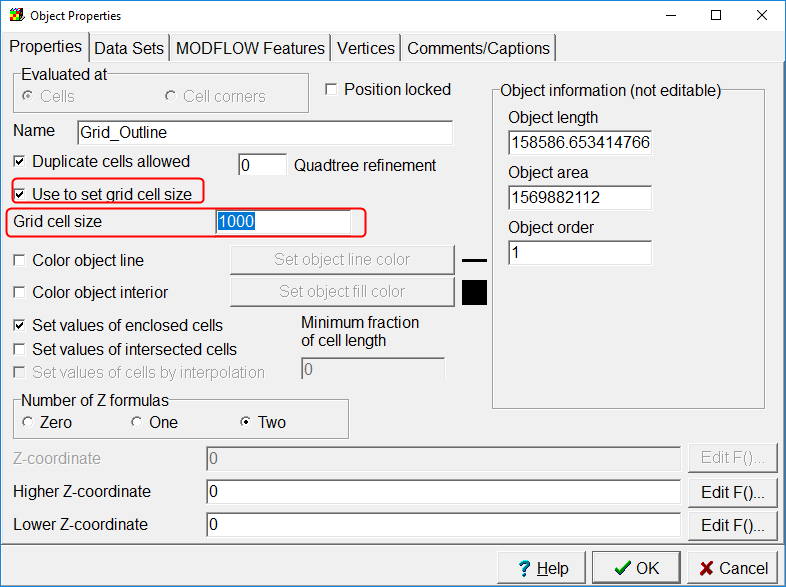 Object Properties
Properties Data Sets MODFLOW Features Vertices Comments/Captions
Evaluated at
Cells Cell corners
Position locked
Name Grid_Outline
Duplicate cells allowed 0 Quadtree refinement
Use to set grid cell size
Grid cell size 1000
Color object line Set object line color
Color object interior Set object fill color
Set values of enclosed cells
Set values of intersected cells
Set values of cells by interpolation
Minimum fraction
of cell length
0
Number of Z formulas
Zero One Two
Object information (not editable)
Object length
158586.653414766
Object area
1569882112
Object order
1
Z-coordinate 0 Edit F()...
Higher Z-coordinate 0 Edit F()...
Lower Z-coordinate 0 Edit F()...
? Help OK Cancel